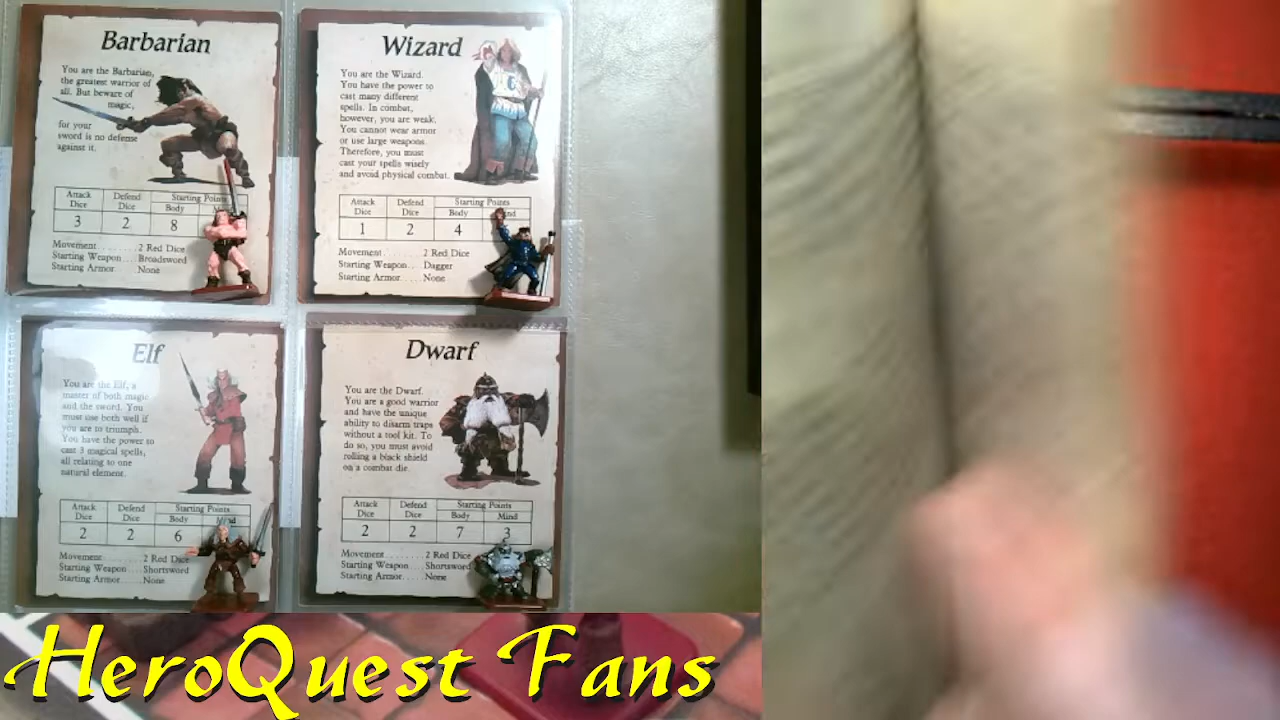 Barbarian
You are the Barbarian,
the greatest warrior of
all. But beware of
magic,
for your
sword is no defense
against it.
Attack Dice Defend Dice Starting Points
Body
3 2 8
Movement........2 Red Dice
Starting Weapon....Broadsword
Starting Armor.....None
Wizard
You are the Wizard.
You have the power to
cast many different
spells. In combat,
however, you are weak.
You cannot wear armor
or use large weapons.
Therefore, you must
cast your spells wisely
and avoid physical combat.
Attack Dice Defend Dice Starting Points
Body
1 2 4
Movement........2 Red Dice
Starting Weapon...Dagger
Starting Armor.....None
Elf
You are the Elf, a
master of both magic
and the sword. You
must use both well if
you are to triumph.
You have the power to
cast 3 magical spells,
all relating to one
natural element.
Attack Dice Defend Dice Starting Points
Body Mind
2 2 6
Movement........2 Red Dice
Starting Weapon....Shortsword
Starting Armor.....None
Dwarf
You are the Dwarf.
You are a good warrior
and have the unique
ability to disarm traps
without a tool kit. To
do so, you must avoid
rolling a black shield
on a combat die.
Attack Dice Defend Dice Starting Points
Body Mind
2 2 7 3
Movement........2 Red Dice
Starting Weapon....Shortsword
Starting Armor.....None
HeroQuest Fans